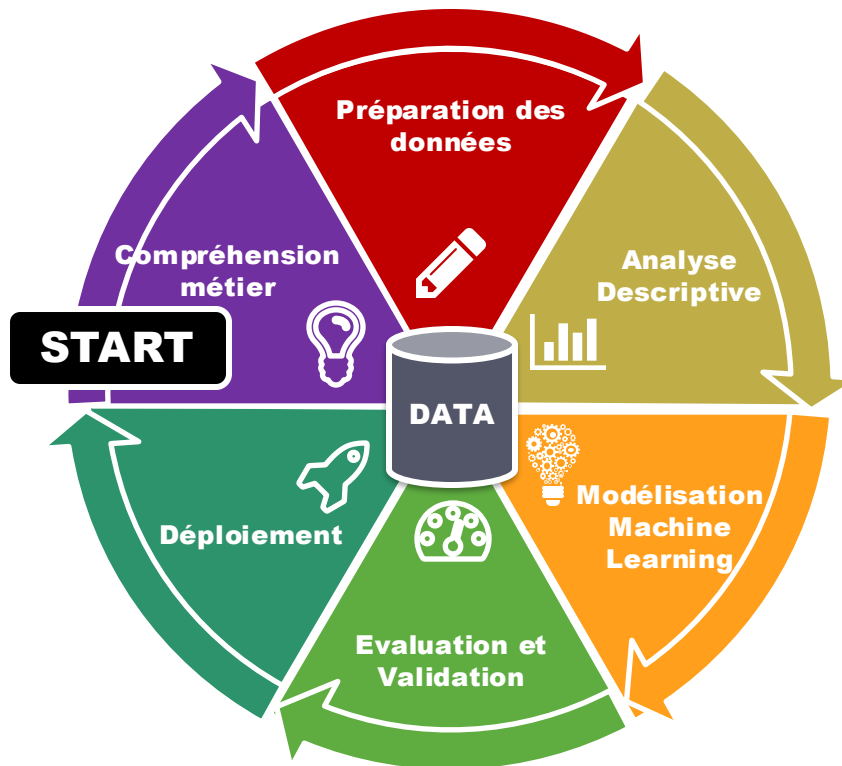 START
Compréhension
métier
Préparation des
données
Analyse
Descriptive
Modélisation
Machine
Learning
Evaluation et
Validation
Déploiement
DATA